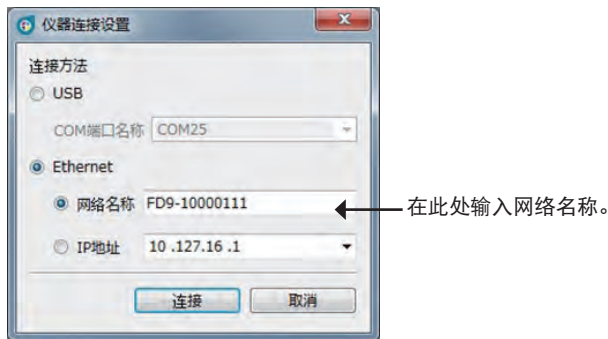 仪器连接设置
连接方法
USB
COM端口名称 COM25
Ethernet
网络名称 FD9-10000111
在此处输入网络名称。
IP地址 10 .127.16 .1
连接 取消